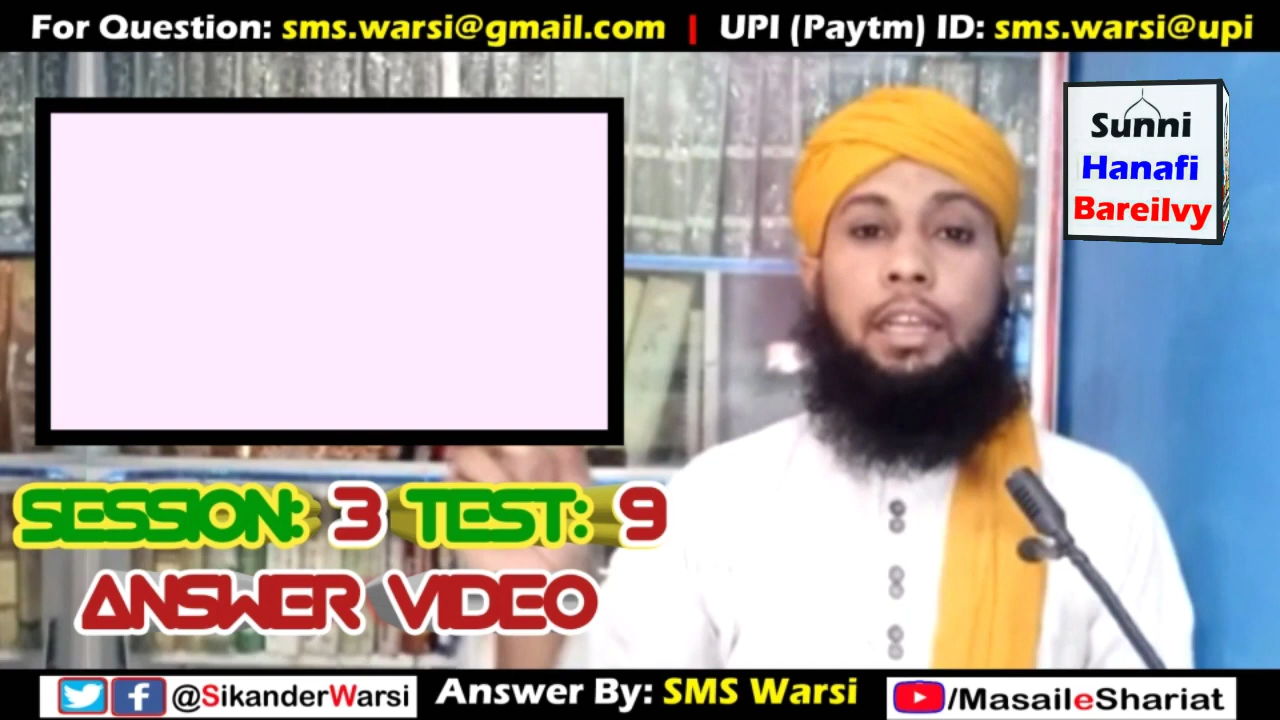 For Question: sms.warsi@gmail.com | UPI (Paytm) ID: sms.warsi@upi
Sunni
Hanafi
Bareilvy
SESSION: 3 TEST: 9
ANSWER VIDEO
@SikanderWarsi
Answer By: SMS Warsi
/MasaileShariat